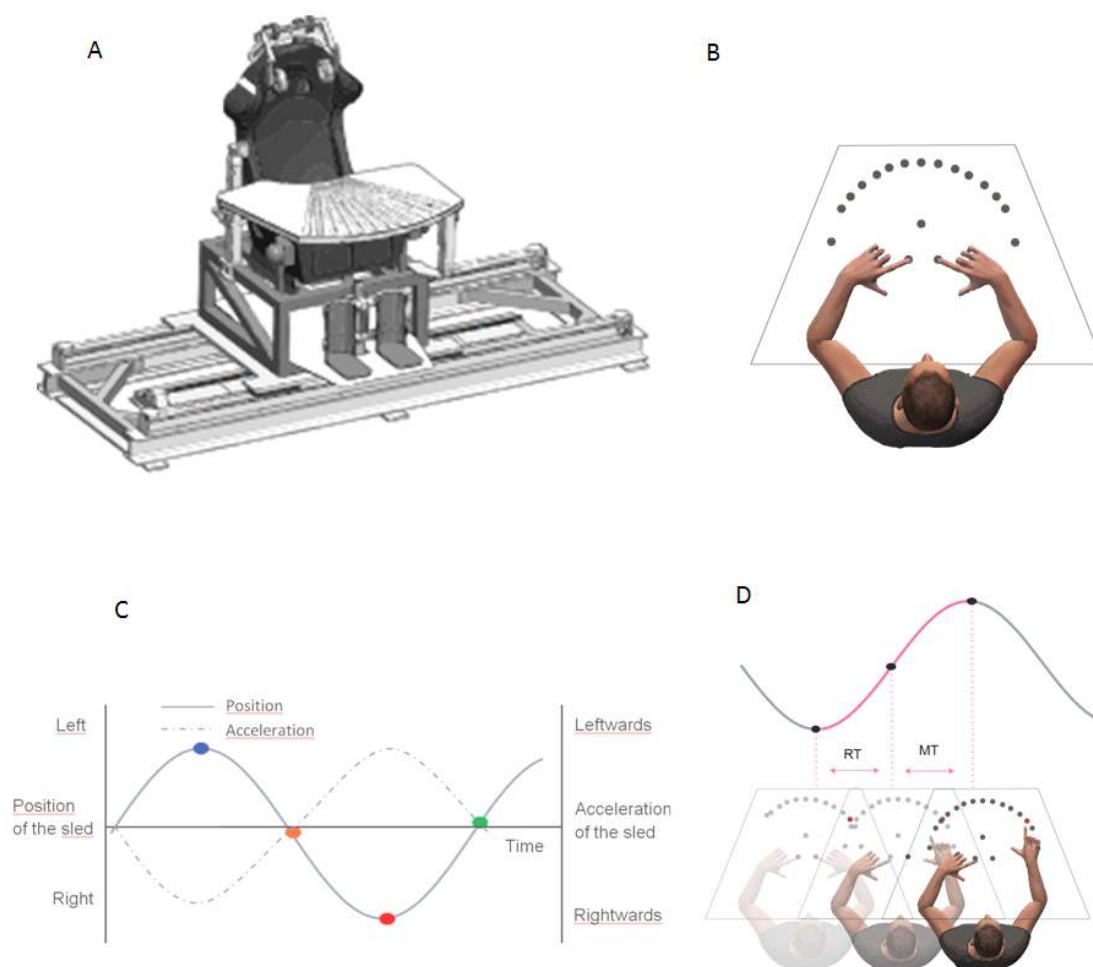 A
B
C
D
RT
MT
Position
Acceleration
Left
Leftwards
Position
of the sled
Time
Acceleration
of the sled
Right
Rightwards